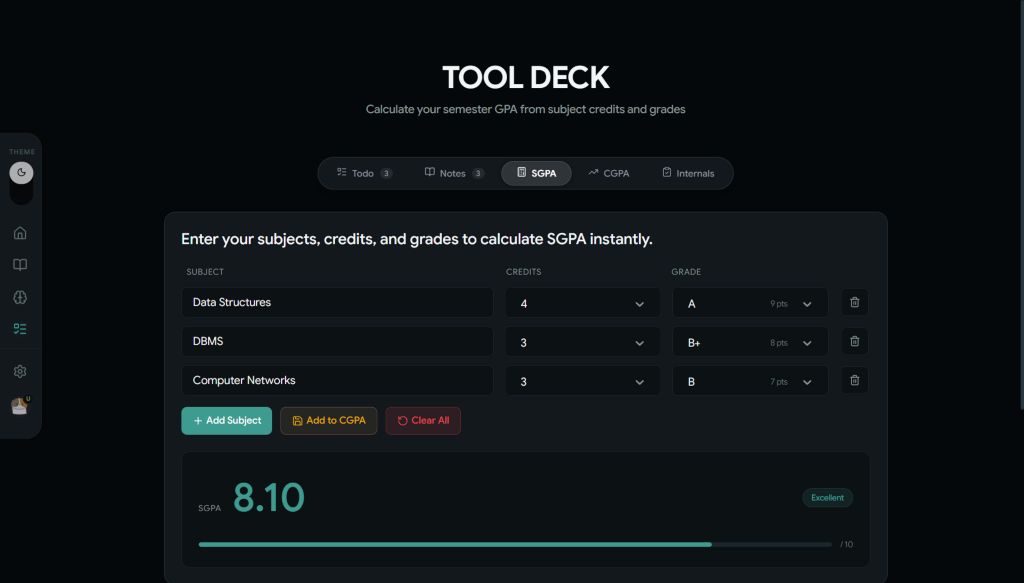 TOOL DECK
Calculate your semester GPA from subject credits and grades
THEME
Todo 3 Notes 3 SGPA CGPA Internals
Enter your subjects, credits, and grades to calculate SGPA instantly.
SUBJECT CREDITS GRADE
Data Structures 4 A 9 pts
DBMS 3 B+ 8 pts
Computer Networks 3 B 7 pts
+ Add Subject Add to CGPA Clear All
U
SGPA 8.10 Excellent
/ 10